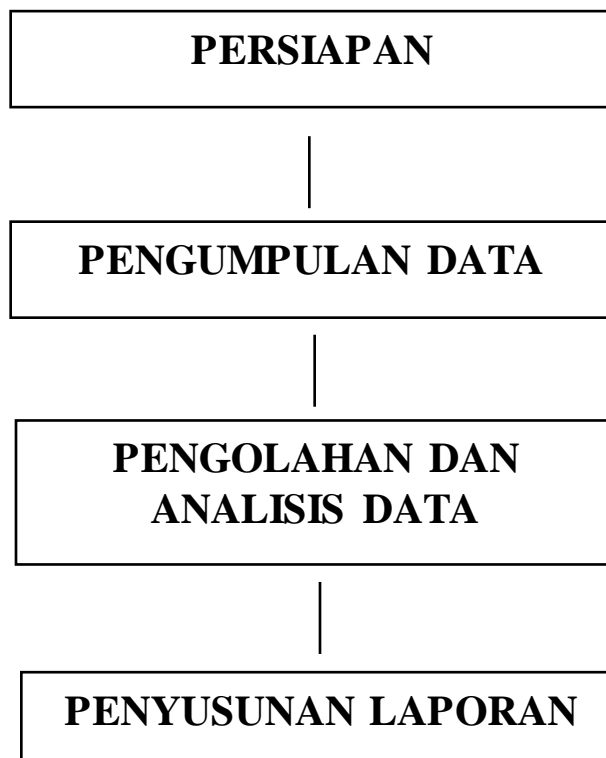 PERSIAPAN
PENGUMPULAN DATA
PENGOLAHAN DAN
ANALISIS DATA
PENYUSUNAN LAPORAN